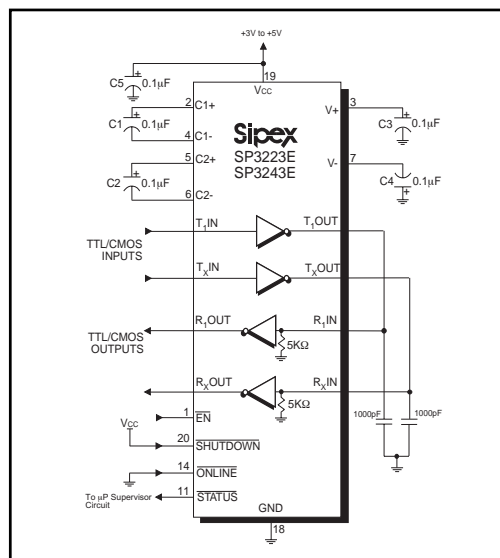 +3V to +5V
19
VCC
C5 + 0.1µF
2 C1+
C1 + 0.1µF
4 C1-
5 C2+
C2 + 0.1µF
6 C2-
Sipex
SP3223E
SP3243E
V+ 3
C3 + 0.1µF
V- 7
C4 0.1µF +
TTL/CMOS
INPUTS
T1IN T1OUT
TXIN TXOUT
TTL/CMOS
OUTPUTS
R1OUT R1IN
5KΩ
RXOUT RXIN
5KΩ
1000pF 1000pF
1 EN
VCC
20 SHUTDOWN
14 ONLINE
To µP Supervisor
Circuit
11 STATUS
GND
18